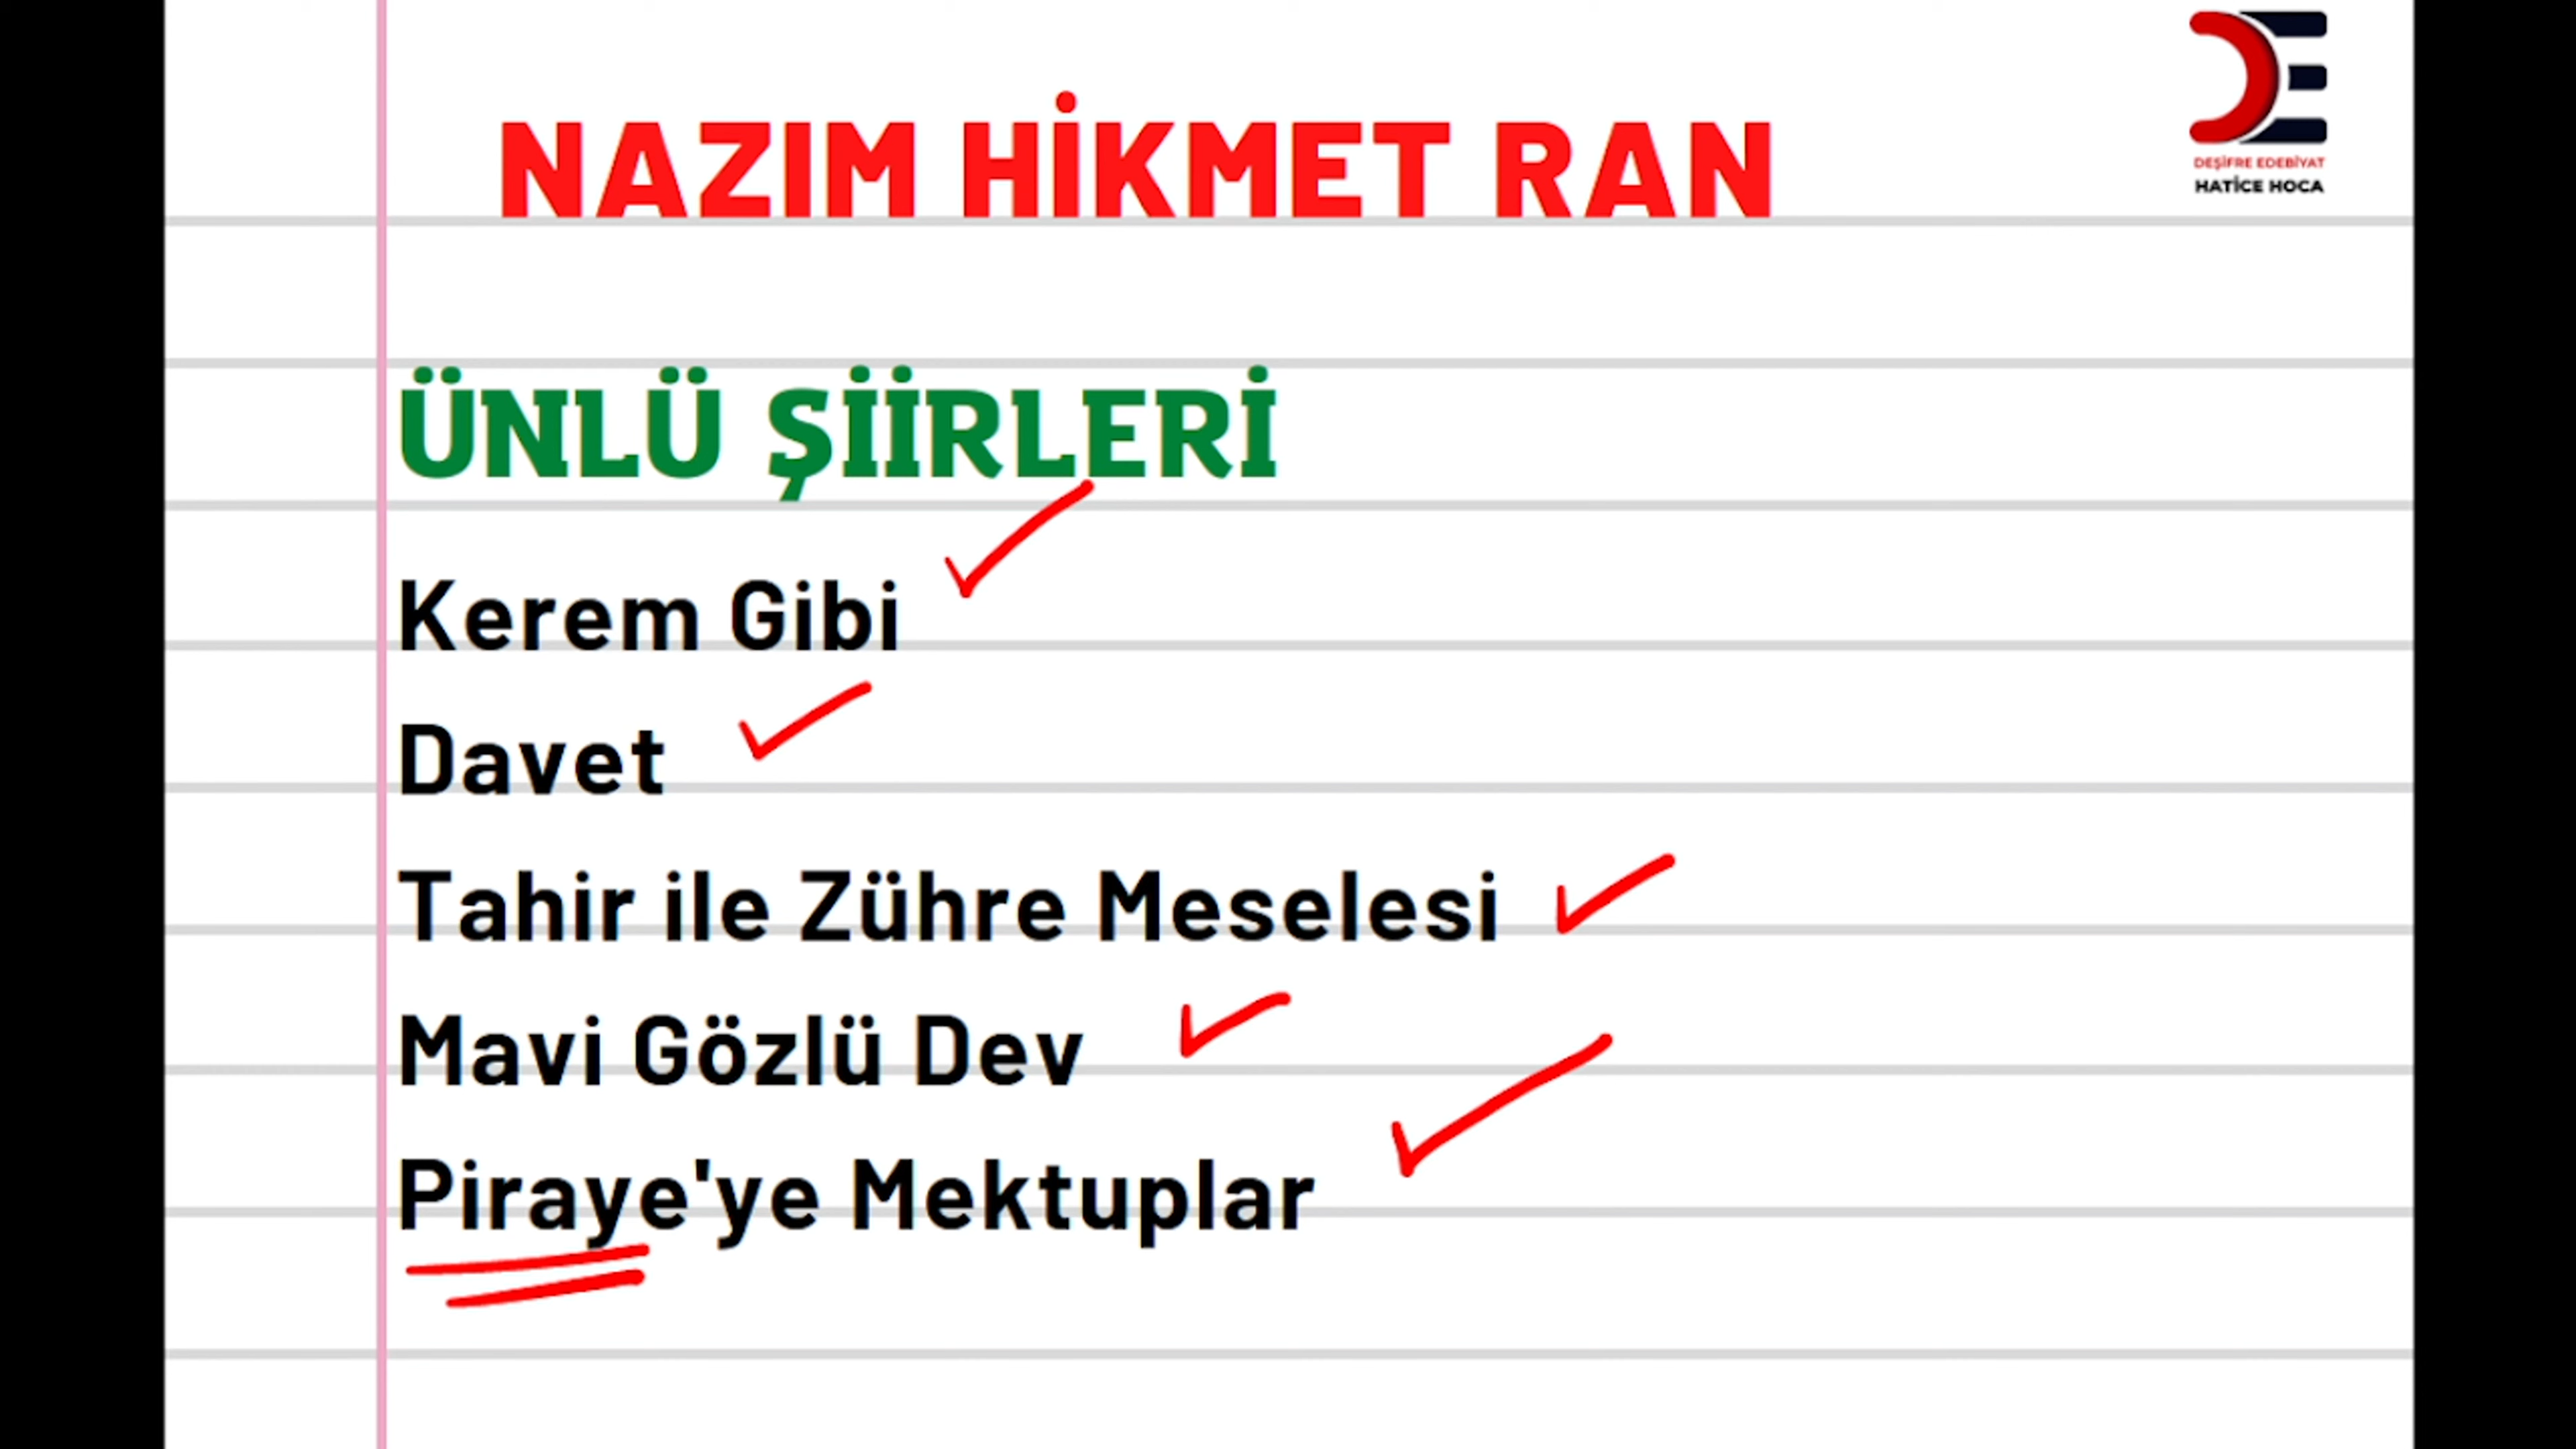 NAZIM HİKMET RAN
DEŞİFRE EDEBİYAT
HATİCE HOCA
ÜNLÜ ŞİİRLERİ
Kerem Gibi
Davet
Tahir ile Zühre Meselesi
Mavi Gözlü Dev
Piraye'ye Mektuplar